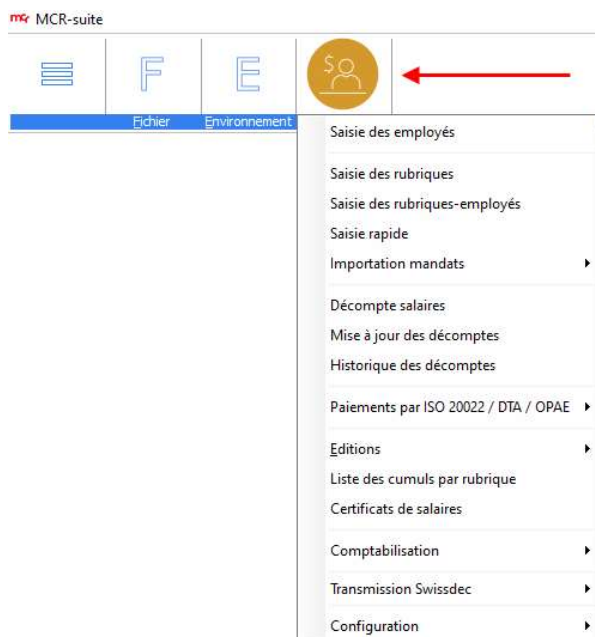 mcr MCR-suite
F
E
$
Fichier
Environnement
Saisie des employés
Saisie des rubriques
Saisie des rubriques-employés
Saisie rapide
Importation mandats
Décompte salaires
Mise à jour des décomptes
Historique des décomptes
Paiements par ISO 20022 / DTA / OPAE
Editions
Liste des cumuls par rubrique
Certificats de salaires
Comptabilisation
Transmission Swissdec
Configuration